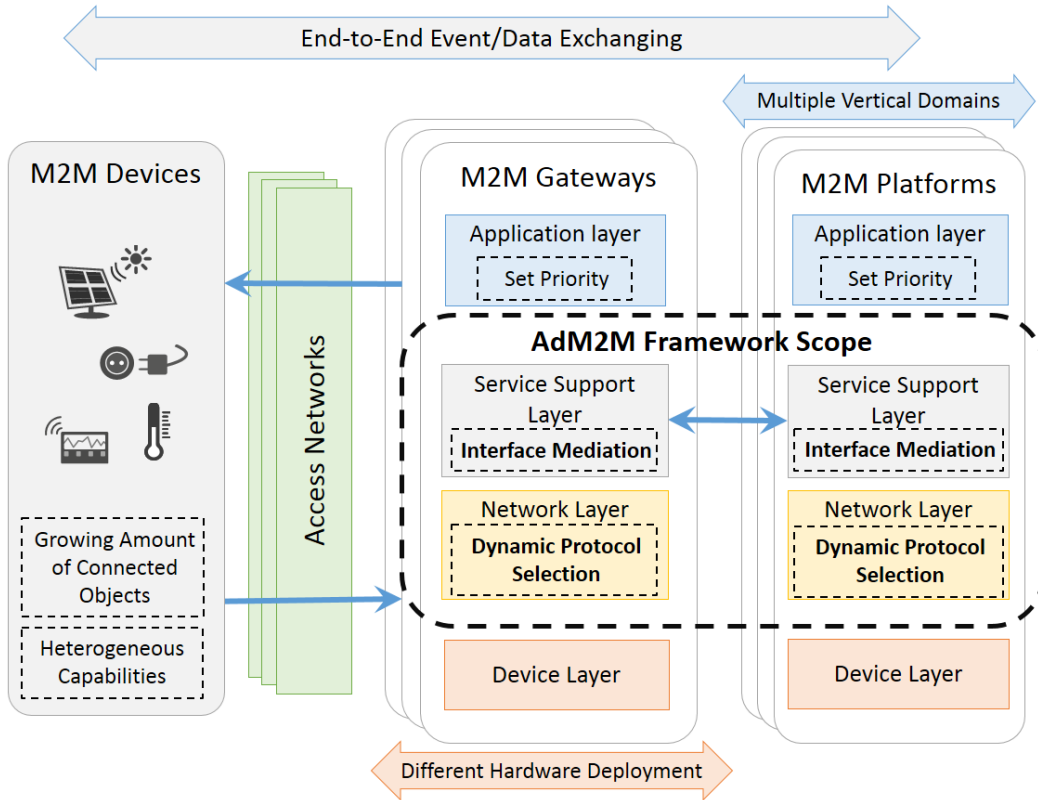 End-to-End Event/Data Exchanging
Multiple Vertical Domains
M2M Devices
Growing Amount
of Connected
Objects
Heterogeneous
Capabilities
Access Networks
M2M Gateways
Application layer
Set Priority
M2M Platforms
Application layer
Set Priority
AdM2M Framework Scope
Service Support
Layer
Interface Mediation
Service Support
Layer
Interface Mediation
Network Layer
Dynamic Protocol
Selection
Network Layer
Dynamic Protocol
Selection
Device Layer
Device Layer
Different Hardware Deployment